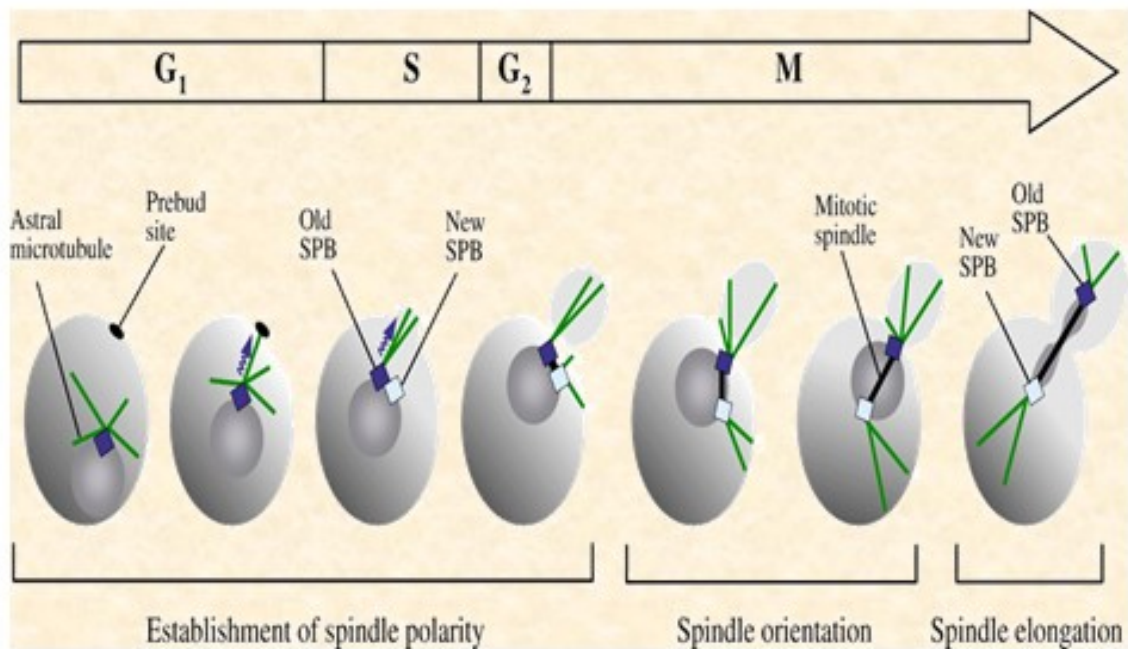 G₁ S G₂ M
Astral
microtubule
Prebud
site
Old
SPB
New
SPB
Mitotic
spindle
New
SPB
Old
SPB
Establishment of spindle polarity
Spindle orientation
Spindle elongation